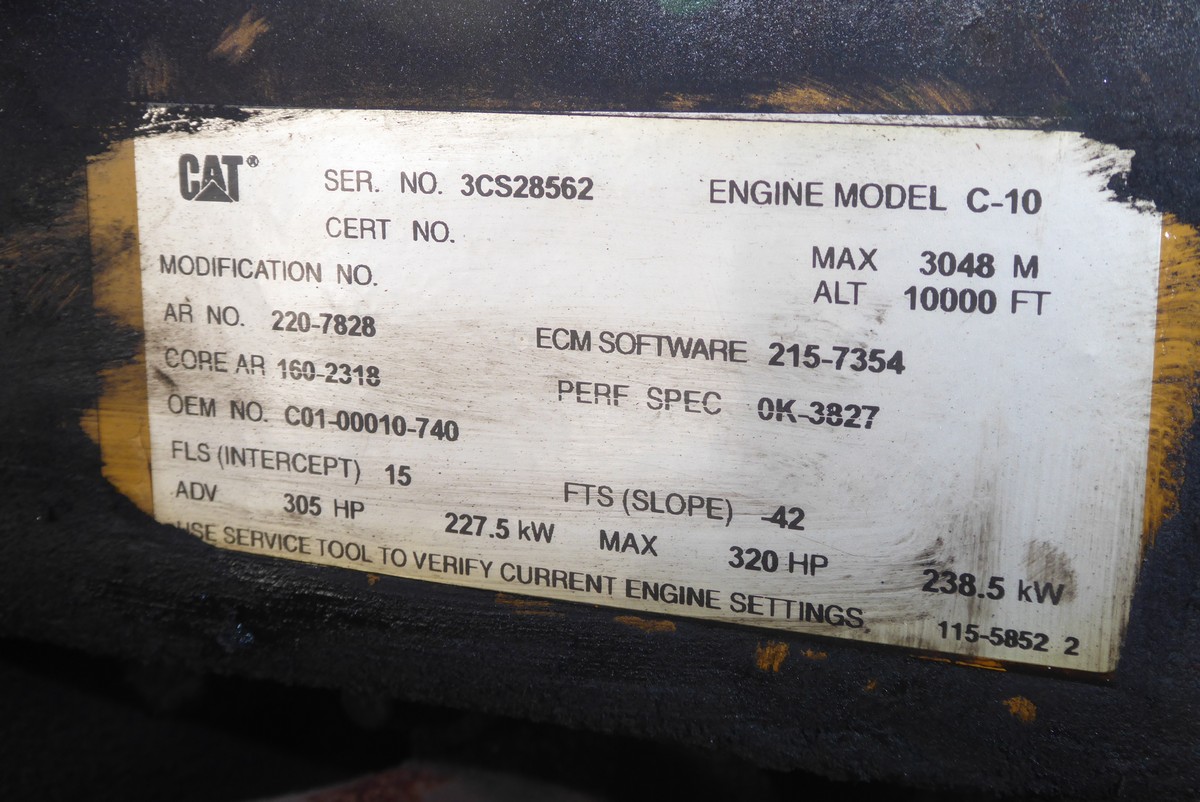 CAT® SER. NO. 3CS28562 ENGINE MODEL C-10
CERT NO.
MAX 3048 M
MODIFICATION NO.
ALT 10000 FT
AR NO. 220-7828
ECM SOFTWARE 215-7354
CORE AR 160-2318
PERF SPEC 0K-3827
OEM NO. C01-00010-740
FLS (INTERCEPT) 15
FTS (SLOPE) -42
ADV 305 HP 227.5 kW MAX 320 HP 238.5 kW
USE SERVICE TOOL TO VERIFY CURRENT ENGINE SETTINGS.
115-5852 2